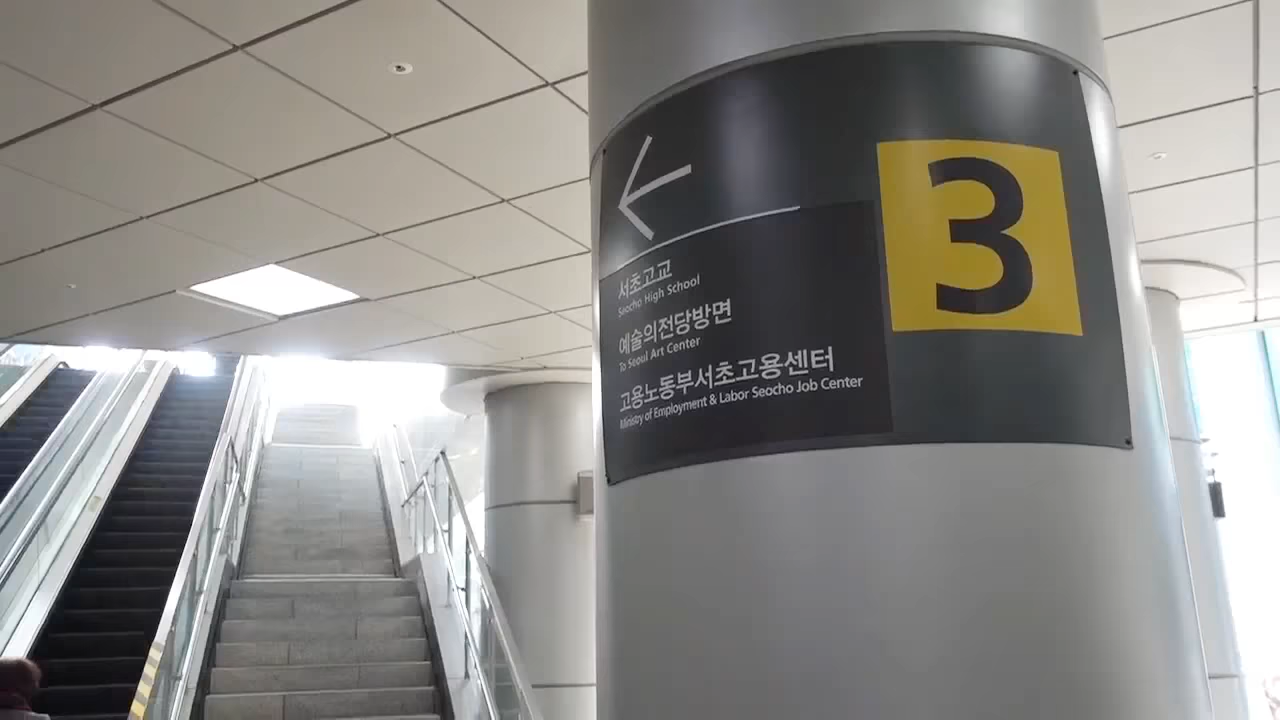 서초고교
Seocho High School
예술의전당방면
To Seoul Art Center
고용노동부서초고용센터
Ministry of Employment & Labor Seocho Job Center
3